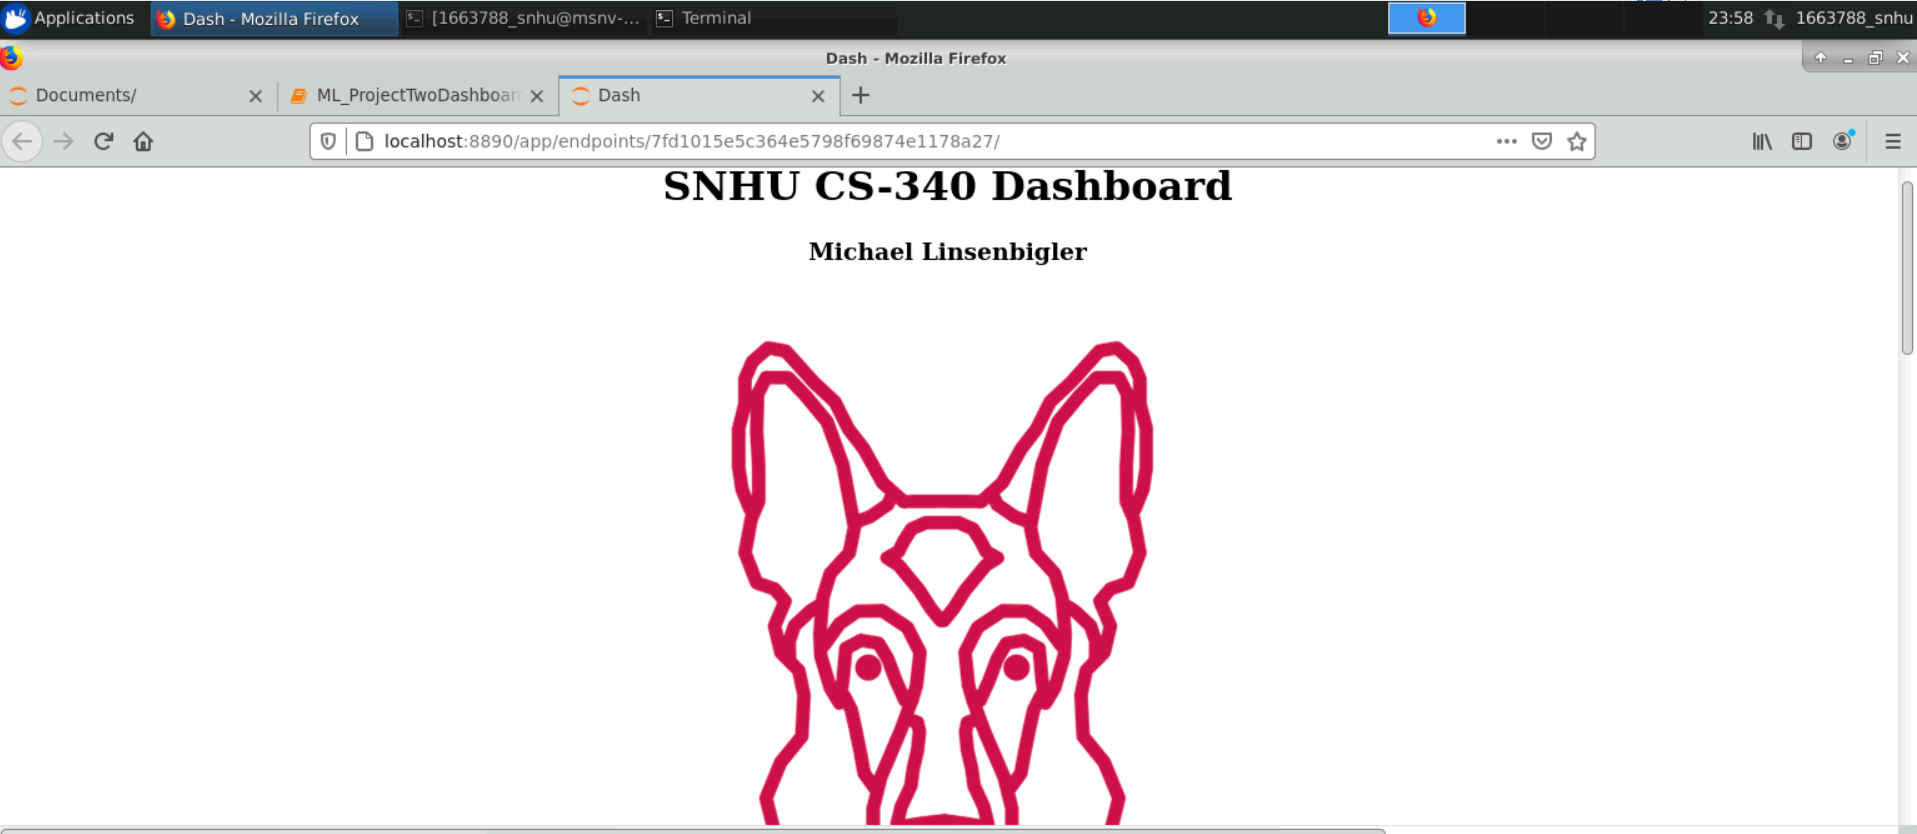 Applications
Dash - Mozilla Firefox
[1663788_snhu@msnv-...
Terminal
23:58
1663788_snhu
Dash - Mozilla Firefox
Documents/
ML_ProjectTwoDashboar
Dash
localhost:8890/app/endpoints/7fd1015e5c364e5798f69874e1178a27/
SNHU CS-340 Dashboard
Michael Linsenbigler